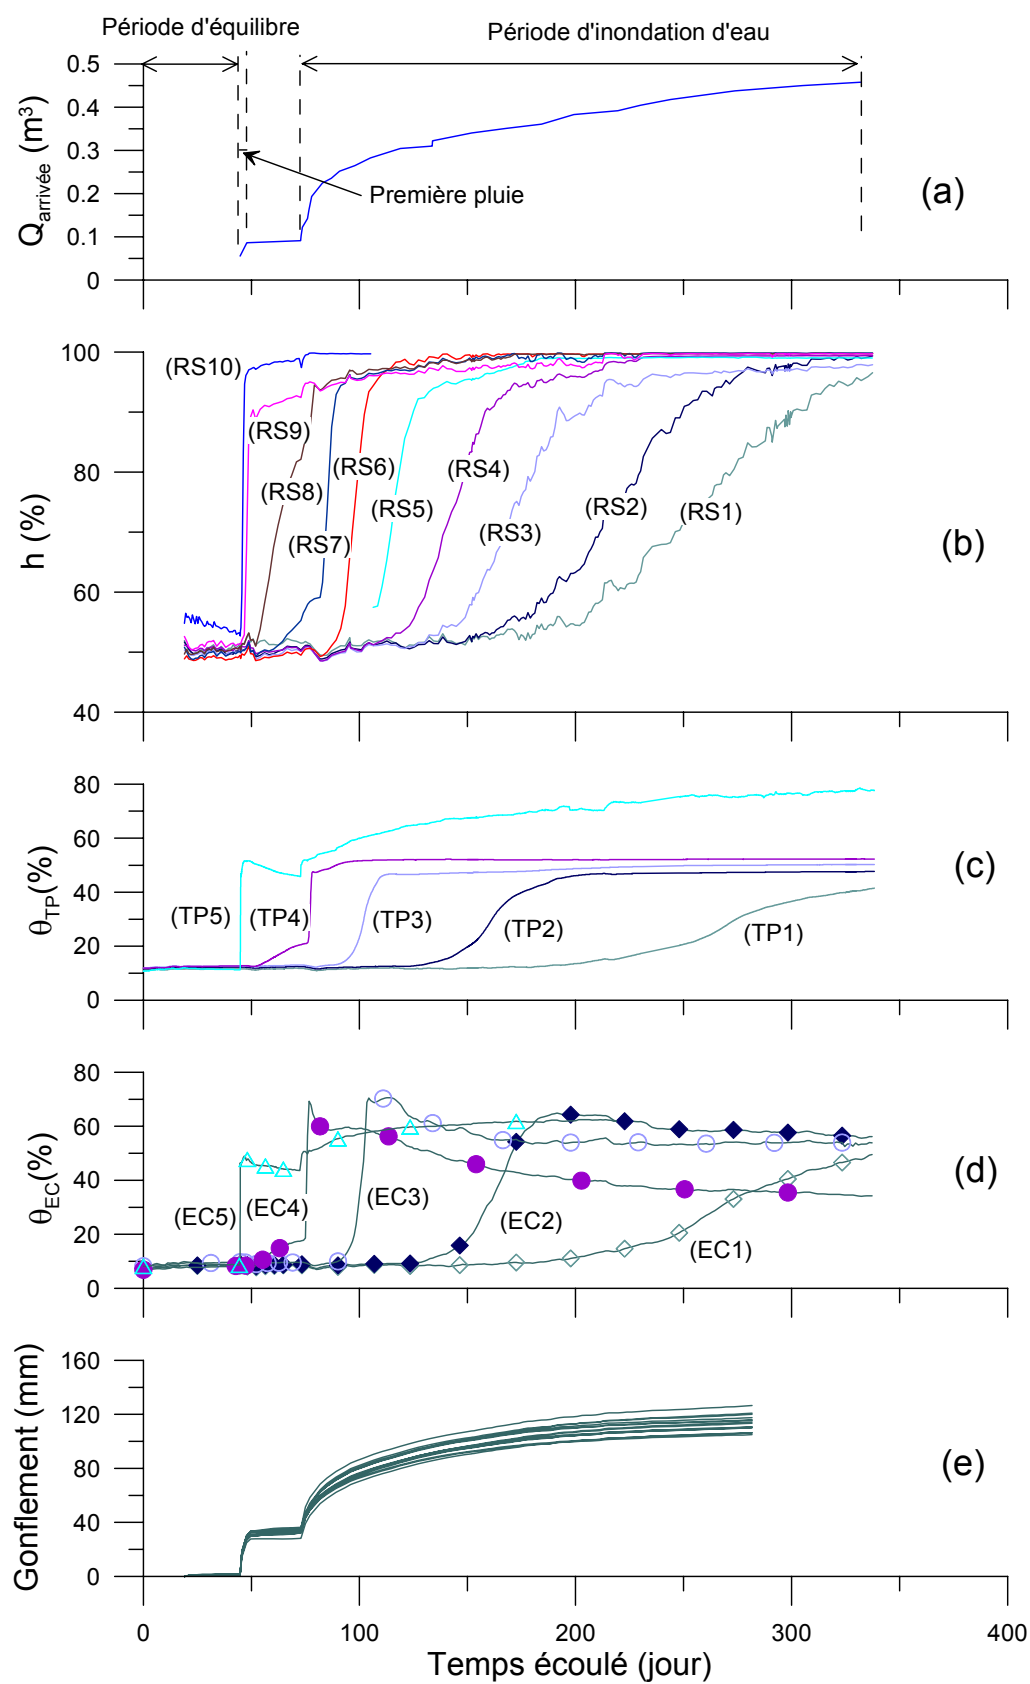 Période d'équilibre
Période d'inondation d'eau
0.5
0.4
0.3
0.2
0.1
0
Q arrivée (m³)
Première pluie
(a)
100
80
60
40
h (%)
(RS10)
(RS9)
(RS8)
(RS7)
(RS6)
(RS5)
(RS4)
(RS3)
(RS2)
(RS1)
(b)
80
60
40
20
0
θTP(%)
(TP5)
(TP4)
(TP3)
(TP2)
(TP1)
(c)
80
60
40
20
0
θEC(%)
(EC5)
(EC4)
(EC3)
(EC2)
(EC1)
(d)
160
120
80
40
0
Gonflement (mm)
(e)
0 100 200 300 400
Temps écoulé (jour)